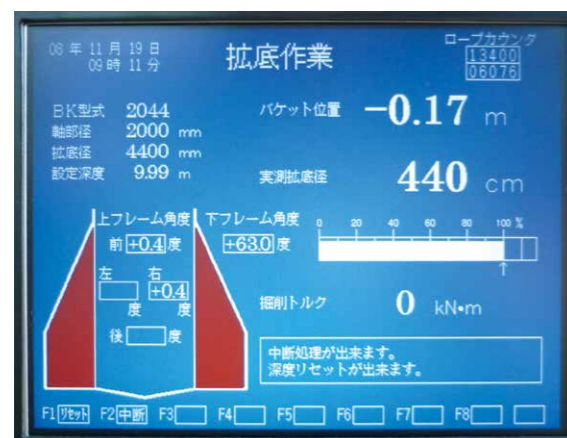 08 年 11 月 19 日
09 時 11 分
拡底作業
ロープカウンタ
13400
06076
BK型式 2044
軸部径 2000 mm
拡底径 4400 mm
設定深度 9.99 m
バケット位置 -0.17 m
実測拡底径 440 cm
上フレーム角度 下フレーム角度
前 +0.4 度 +63.0 度
0 20 40 60 80 100 %
左 右
+0.4
度 度
後 度
掘削トルク 0 kN•m
中断処理が出来ます。
深度リセットが出来ます。
F1 リセット F2 中断 F3 F4 F5 F6 F7 F8